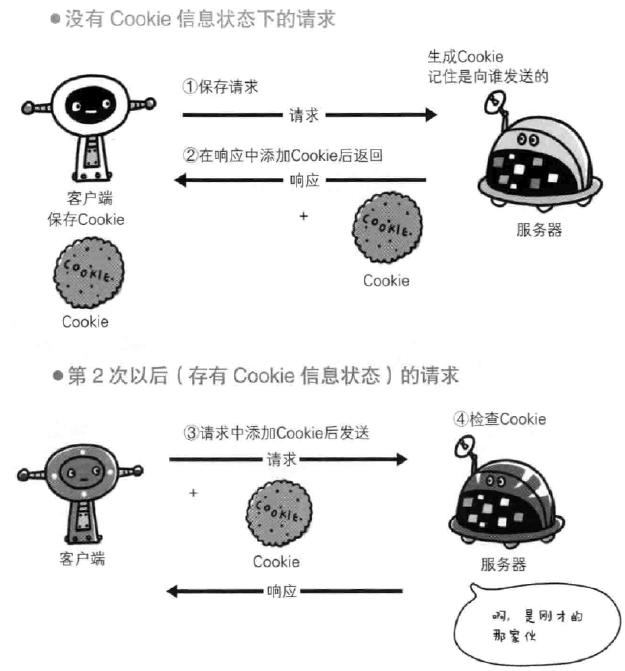 ●没有 Cookie 信息状态下的请求
生成Cookie
记住是向谁发送的
①保存请求
请求
②在响应中添加Cookie后返回
响应
客户端
保存Cookie
+
COOKIE.
服务器
Cookie
COOKIE.
Cookie
●第 2 次以后（存有 Cookie 信息状态）的请求
④检查Cookie
③请求中添加Cookie后发送
请求
+
COOKIE.
客户端
Cookie
服务器
响应
啊，是刚才的
那家伙